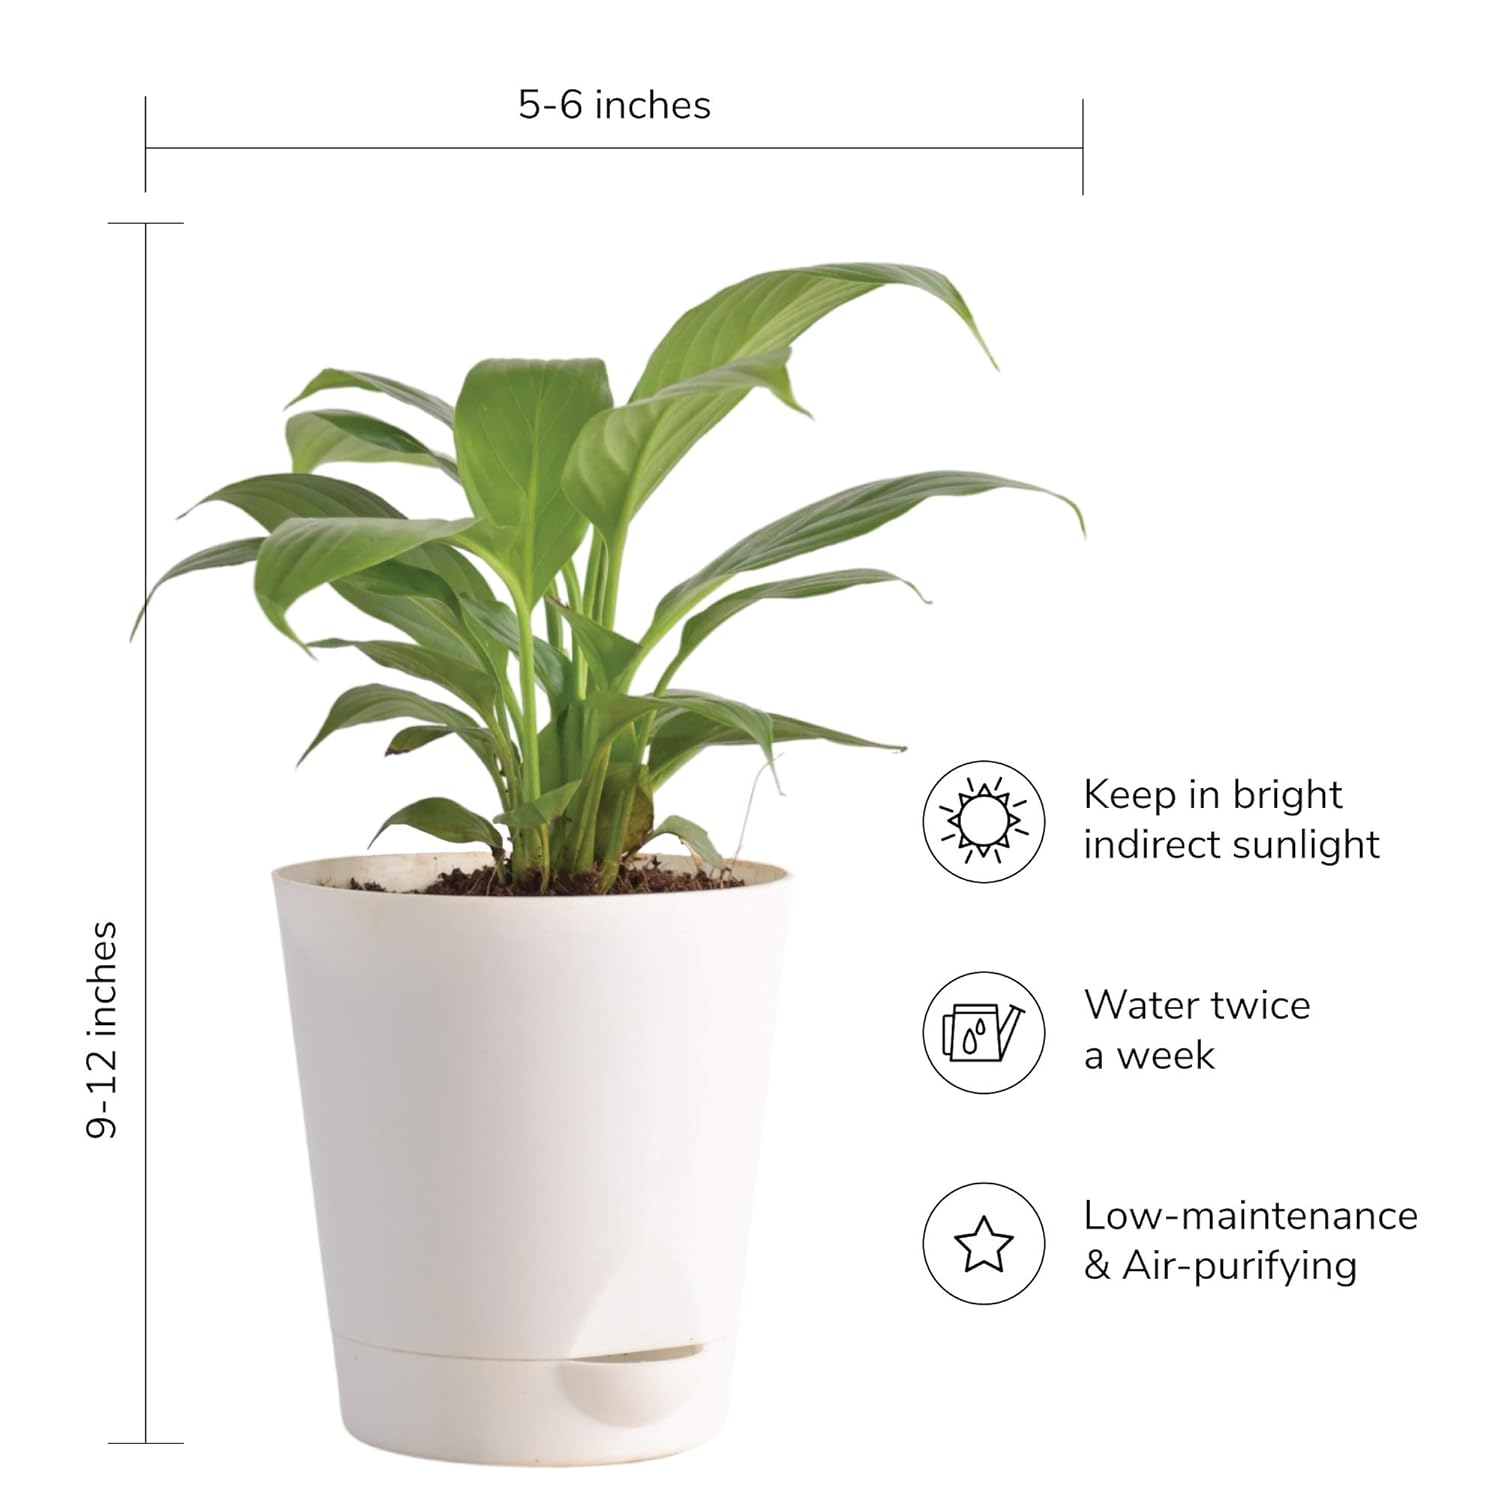 5-6 inches
9-12 inches
Keep in bright
indirect sunlight
Water twice
a week
Low-maintenance
& Air-purifying